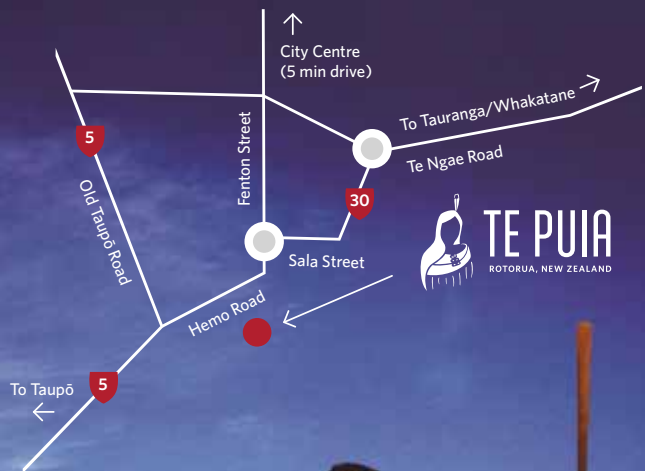 City Centre
(5 min drive)
To Tauranga/Whakatane
5
Fenton Street
Te Ngae Road
30
Old Taupō Road
TE PUIA
ROTORUA, NEW ZEALAND
Sala Street
Hemo Road
To Taupō
5